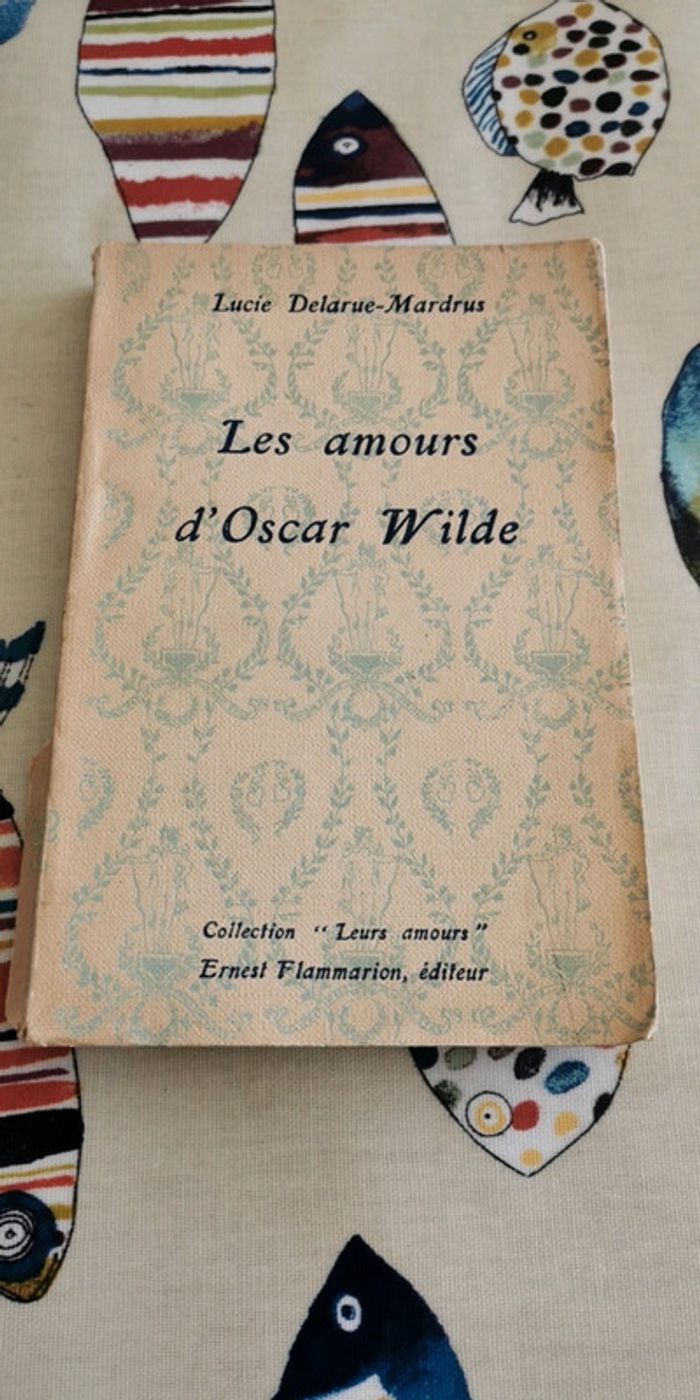 Lucie Delarue-Mardrus
Les amours
d'Oscar Wilde
Collection “Leurs amours”
Ernest Flammarion, éditeur